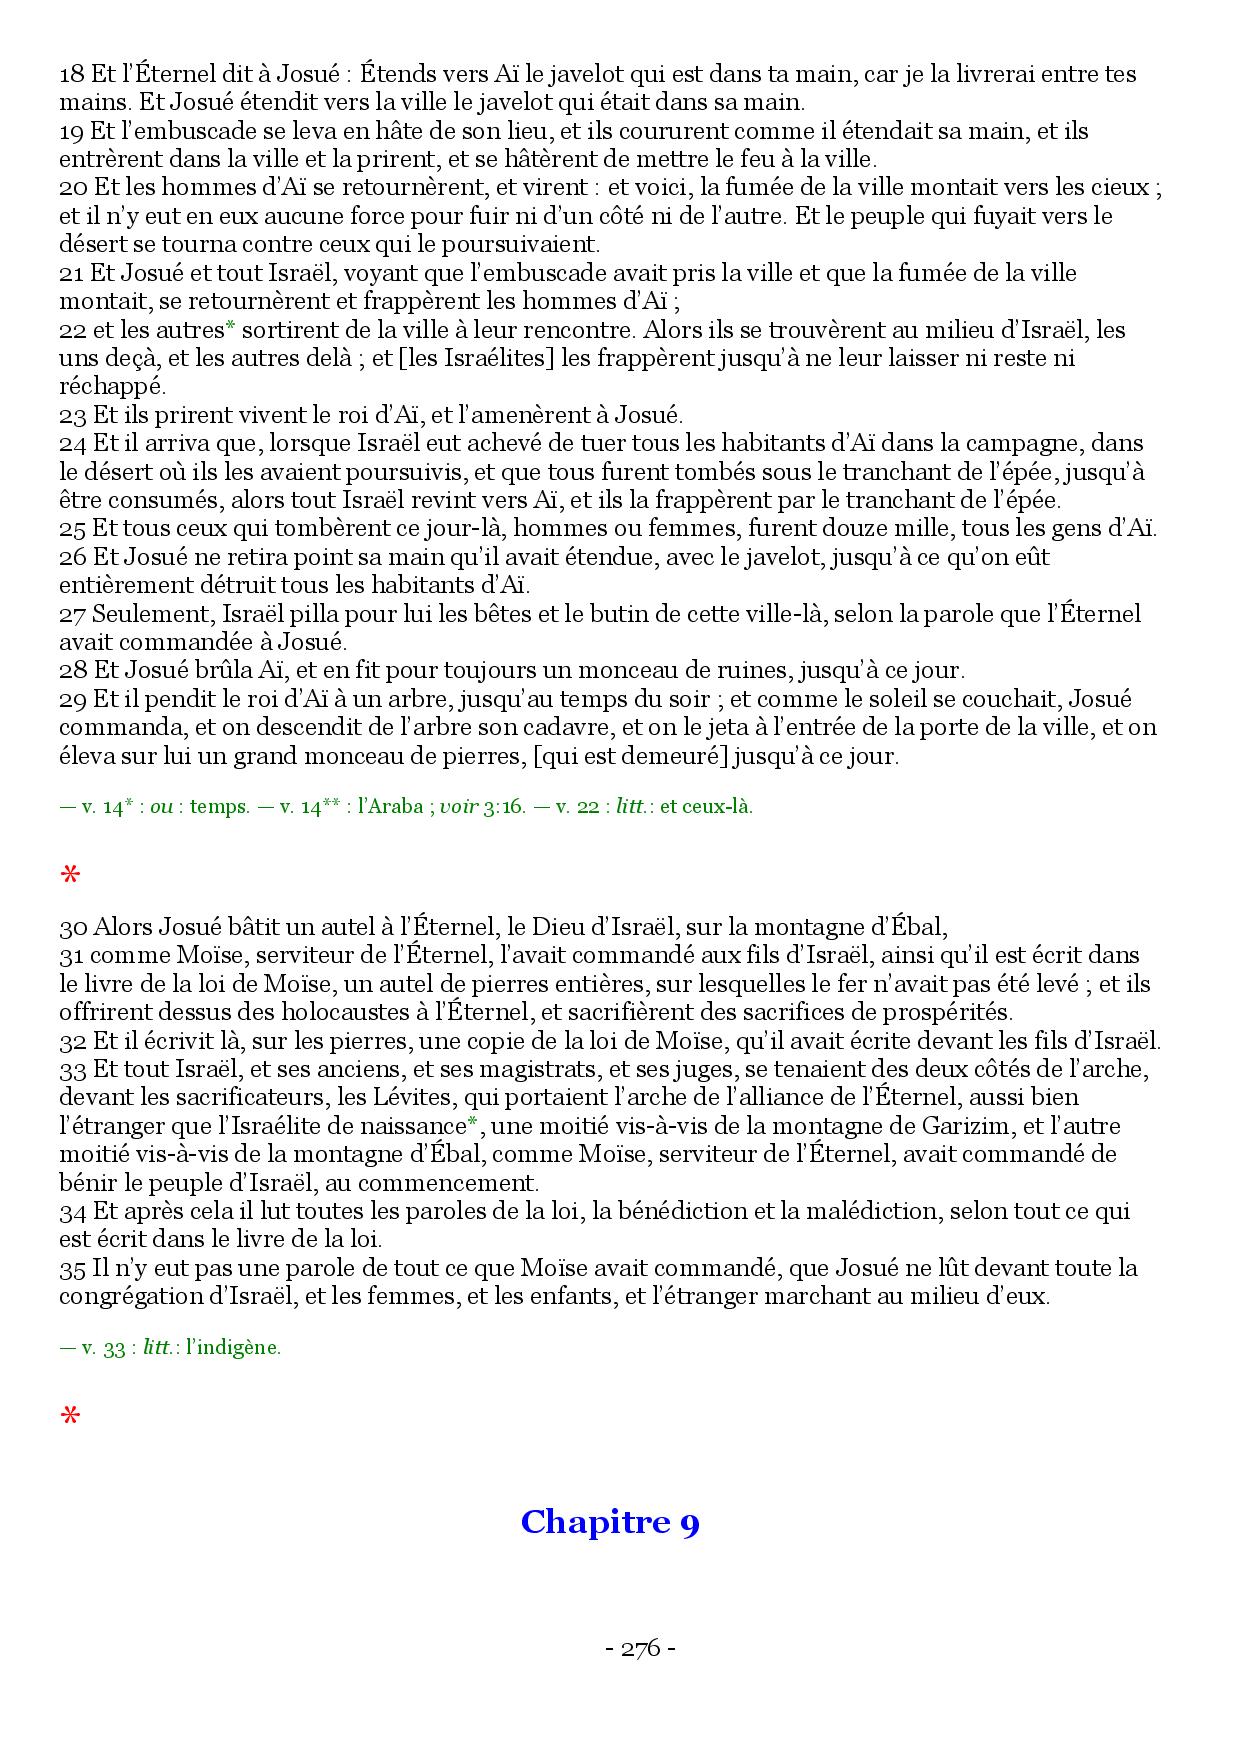 18 Et l’Éternel dit à Josué : Étends vers Aï le javelot qui est dans ta main, car je la livrerai entre tes
mains. Et Josué étendit vers la ville le javelot qui était dans sa main.
19 Et l’embuscade se leva en hâte de son lieu, et ils coururent comme il étendait sa main, et ils
entrèrent dans la ville et la prirent, et se hâtèrent de mettre le feu à la ville.
20 Et les hommes d’Aï se retournèrent, et virent : et voici, la fumée de la ville montait vers les cieux ;
et il n’y eut en eux aucune force pour fuir ni d’un côté ni de l’autre. Et le peuple qui fuyait vers le
désert se tourna contre ceux qui le poursuivaient.
21 Et Josué et tout Israël, voyant que l’embuscade avait pris la ville et que la fumée de la ville
montait, se retournèrent et frappèrent les hommes d’Aï ;
22 et les autres* sortirent de la ville à leur rencontre. Alors ils se trouvèrent au milieu d’Israël, les
uns deçà, et les autres delà ; et [les Israélites] les frappèrent jusqu’à ne leur laisser ni reste ni
réchappé.
23 Et ils prirent vivent le roi d’Aï, et l’amenèrent à Josué.
24 Et il arriva que, lorsque Israël eut achevé de tuer tous les habitants d’Aï dans la campagne, dans
le désert où ils les avaient poursuivis, et que tous furent tombés sous le tranchant de l’épée, jusqu’à
être consumés, alors tout Israël revint vers Aï, et ils la frappèrent par le tranchant de l’épée.
25 Et tous ceux qui tombèrent ce jour-là, hommes ou femmes, furent douze mille, tous les gens d’Aï.
26 Et Josué ne retira point sa main qu’il avait étendue, avec le javelot, jusqu’à ce qu’on eût
entièrement détruit tous les habitants d’Aï.
27 Seulement, Israël pilla pour lui les bêtes et le butin de cette ville-là, selon la parole que l’Éternel
avait commandée à Josué.
28 Et Josué brûla Aï, et en fit pour toujours un monceau de ruines, jusqu’à ce jour.
29 Et il pendit le roi d’Aï à un arbre, jusqu’au temps du soir ; et comme le soleil se couchait, Josué
commanda, et on descendit de l’arbre son cadavre, et on le jeta à l’entrée de la porte de la ville, et on
éleva sur lui un grand monceau de pierres, [qui est demeuré] jusqu’à ce jour.
— v. 14* : ou : temps. — v. 14** : l’Araba ; voir 3:16. — v. 22 : litt.: et ceux-là.
*
30 Alors Josué bâtit un autel à l’Éternel, le Dieu d’Israël, sur la montagne d’Ébal,
31 comme Moïse, serviteur de l’Éternel, l’avait commandé aux fils d’Israël, ainsi qu’il est écrit dans
le livre de la loi de Moïse, un autel de pierres entières, sur lesquelles le fer n’avait pas été levé ; et ils
offrirent dessus des holocaustes à l’Éternel, et sacrifièrent des sacrifices de prospérités.
32 Et il écrivit là, sur les pierres, une copie de la loi de Moïse, qu’il avait écrite devant les fils d’Israël.
33 Et tout Israël, et ses anciens, et ses magistrats, et ses juges, se tenaient des deux côtés de l’arche,
devant les sacrificateurs, les Lévites, qui portaient l’arche de l’alliance de l’Éternel, aussi bien
l’étranger que l’Israélite de naissance*, une moitié vis-à-vis de la montagne de Garizim, et l’autre
moitié vis-à-vis de la montagne d’Ébal, comme Moïse, serviteur de l’Éternel, avait commandé de
bénir le peuple d’Israël, au commencement.
34 Et après cela il lut toutes les paroles de la loi, la bénédiction et la malédiction, selon tout ce qui
est écrit dans le livre de la loi.
35 Il n’y eut pas une parole de tout ce que Moïse avait commandé, que Josué ne lût devant toute la
congrégation d’Israël, et les femmes, et les enfants, et l’étranger marchant au milieu d’eux.
— v. 33 : litt.: l’indigène.
*
Chapitre 9
- 276 -